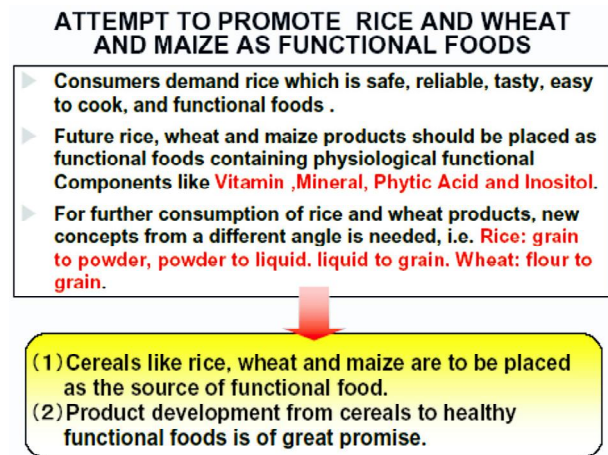 ATTEMPT TO PROMOTE RICE AND WHEAT
AND MAIZE AS FUNCTIONAL FOODS
Consumers demand rice which is safe, reliable, tasty, easy
to cook, and functional foods .
Future rice, wheat and maize products should be placed as
functional foods containing physiological functional
Components like Vitamin ,Mineral, Phytic Acid and Inositol.
For further consumption of rice and wheat products, new
concepts from a different angle is needed, i.e. Rice: grain
to powder, powder to liquid. liquid to grain. Wheat: flour to
grain.
(1)Cereals like rice, wheat and maize are to be placed
as the source of functional food.
(2)Product development from cereals to healthy
functional foods is of great promise.